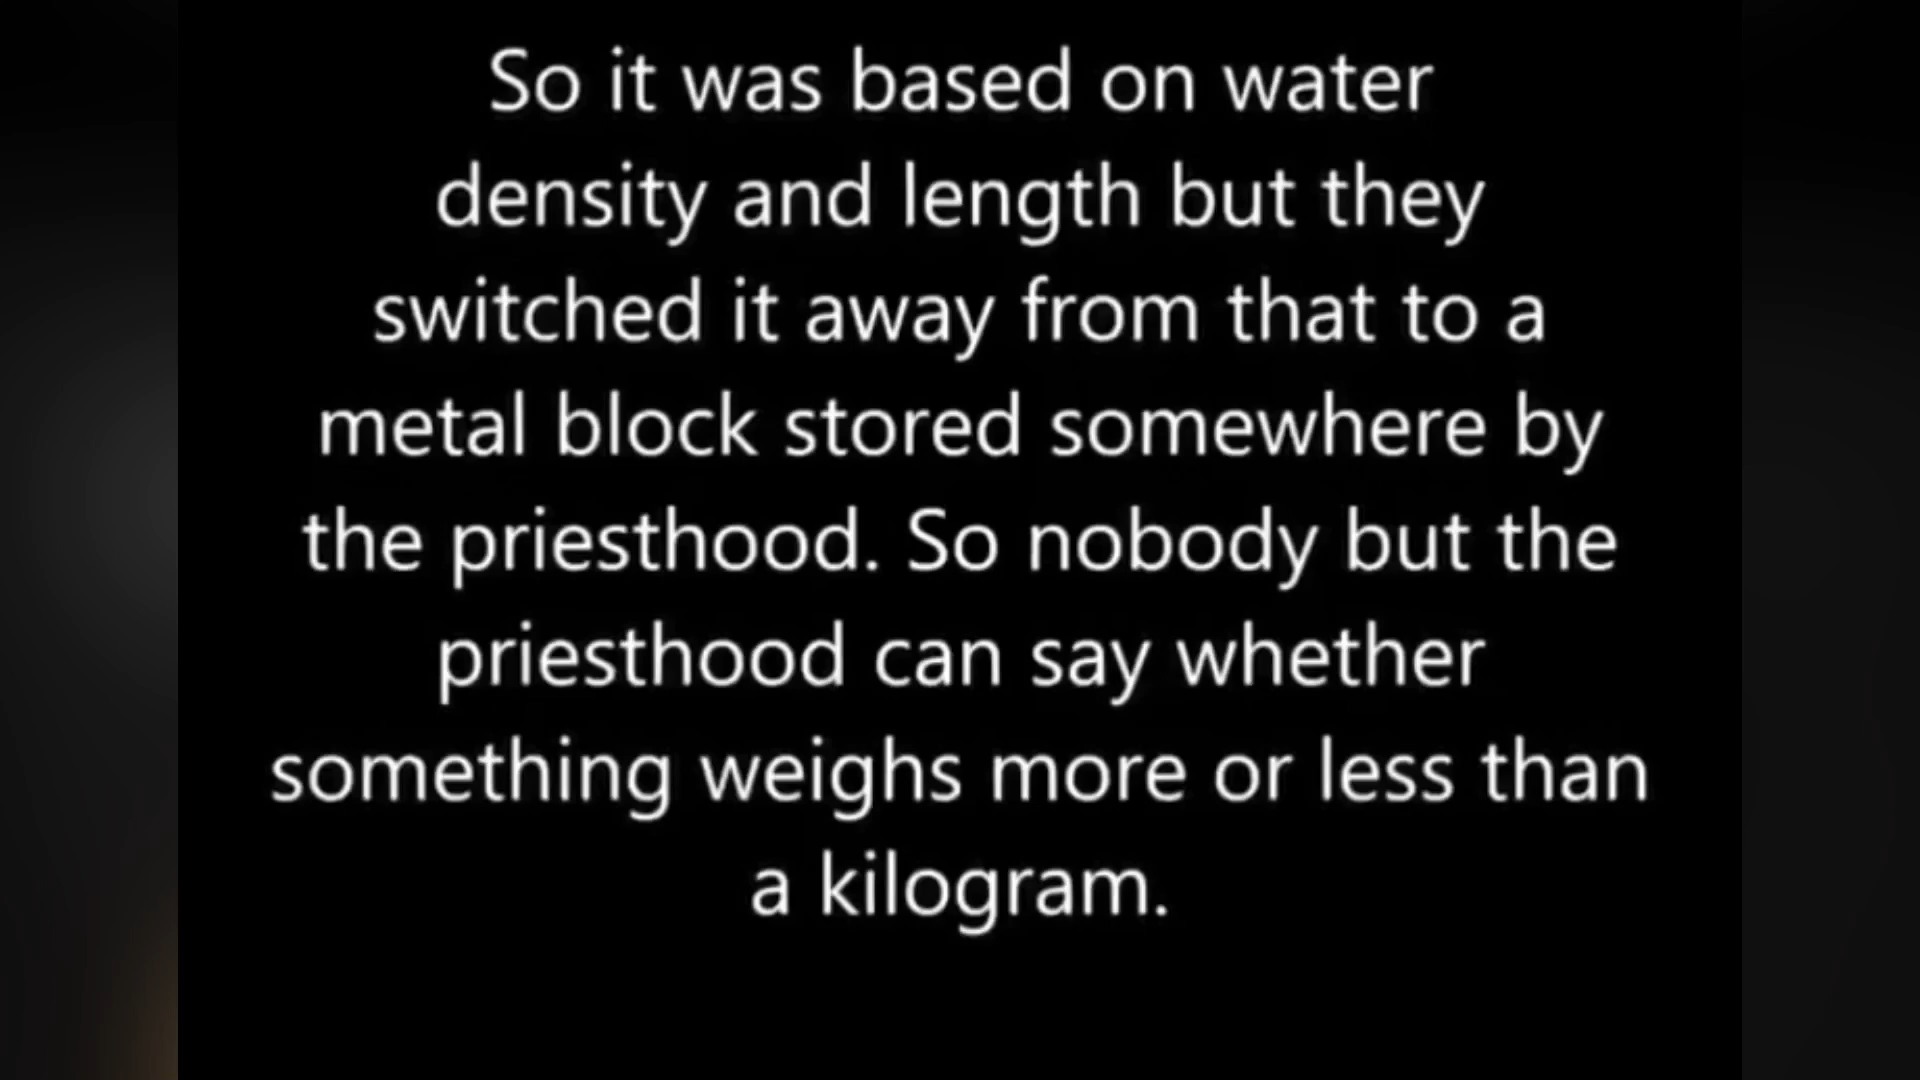 So it was based on water
density and length but they
switched it away from that to a
metal block stored somewhere by
the priesthood. So nobody but the
priesthood can say whether
something weighs more or less than
a kilogram.